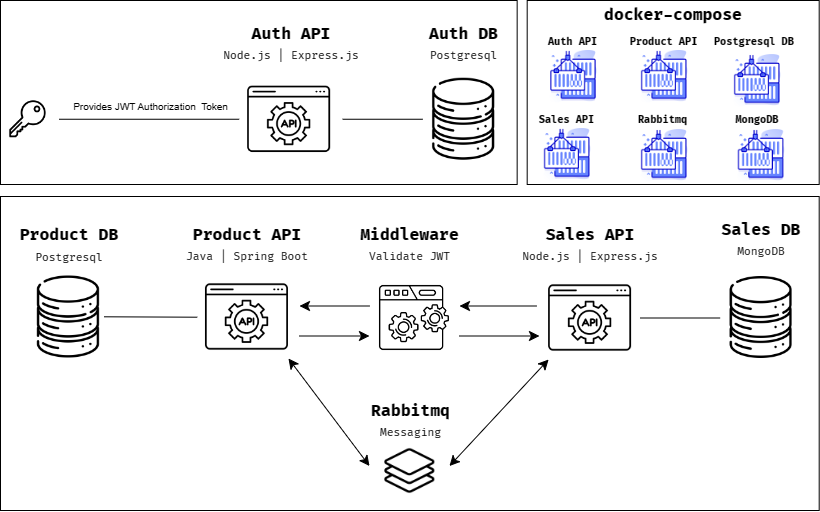 Auth API
Node.js | Express.js
Auth DB
Postgresql
Provides JWT Authorization Token
API
docker-compose
Auth API
Product API
Postgresql DB
Sales API
Rabbitmq
MongoDB
Product DB
Postgresql
Product API
Java | Spring Boot
API
Middleware
Validate JWT
Sales API
Node.js | Express.js
API
Sales DB
MongoDB
Rabbitmq
Messaging